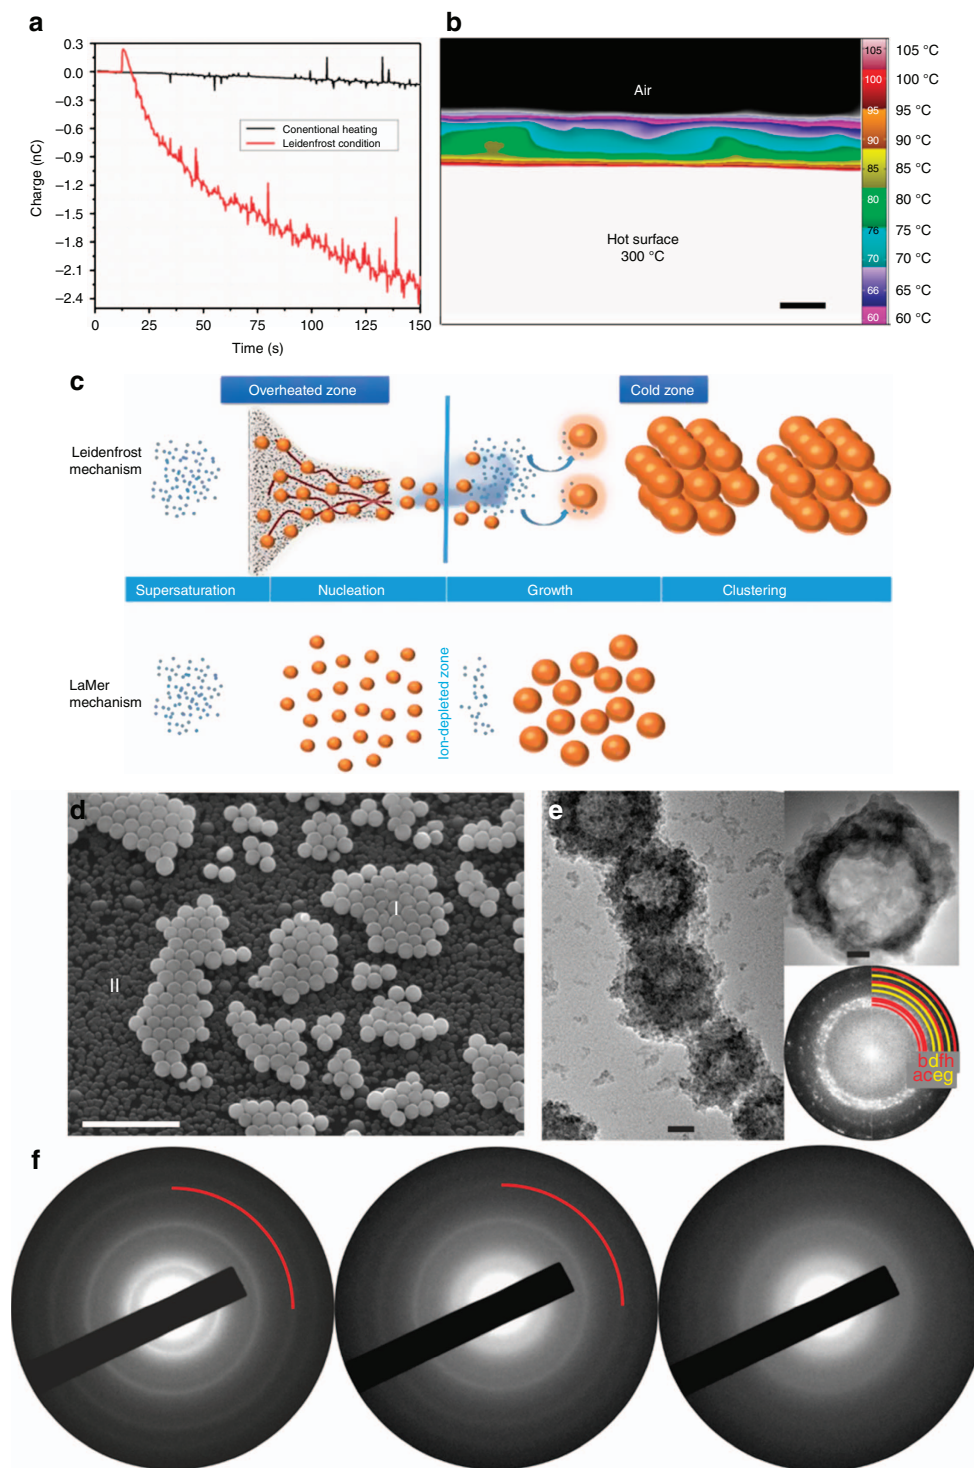 a
0.3
0.0
−0.3
−0.6
−0.9
−1.2
−1.5
−1.8
−2.1
−2.4
Charge (nC)
Conentional heating
Leidenfrost condition
0 25 50 75 100 125 150
Time (s)
b
Air
Hot surface
300 °C
105 105 °C
100 100 °C
95 95 °C
90 90 °C
85 85 °C
80 80 °C
76 75 °C
70 70 °C
66 65 °C
60 60 °C
c
Overheated zone
Cold zone
Leidenfrost
mechanism
Supersaturation Nucleation Growth Clustering
LaMer
mechanism
Ion-depleted zone
d
I
II
e
bdfh
aceg
f